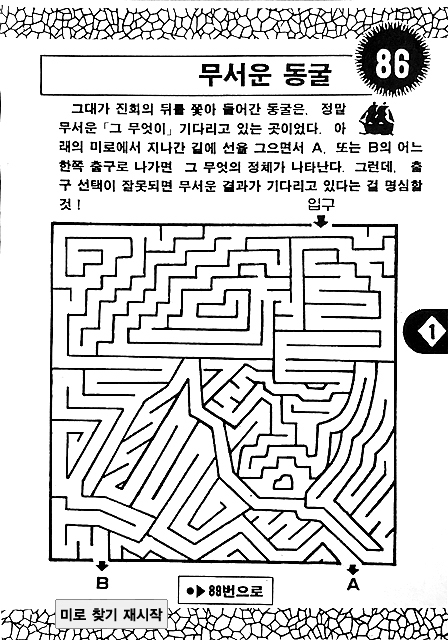 86
무서운 동굴
그대가 진회의 뒤를 쫓아 들어간 동굴은, 정말
무서운 「그 무엇이」 기다리고 있는 곳이었다. 아
래의 미로에서 지나간 길에 선을 그으면서 A, 또는 B의 어느
한쪽 출구로 나가면 그 무엇의 정체가 나타난다. 그런데, 출
구 선택이 잘못되면 무서운 결과가 기다리고 있다는 걸 명심할
것!
입구
1
B
A
●▶ 89번으로
미로 찾기 재시작